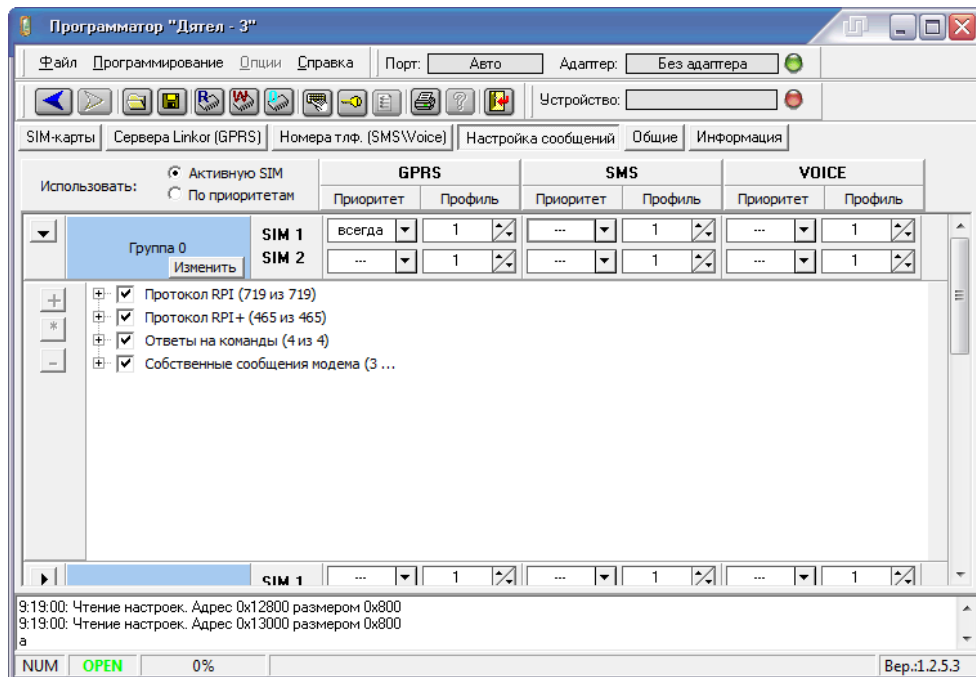 Программатор "Дятел - 3"
Файл Программирование Опции Справка Порт: Авто Адаптер: Без адаптера
Устройство:
SIM-карты Сервера Linkor (GPRS) Номера тлф. (SMS\Voice) Настройка сообщений Общие Информация
Использовать: Активную SIM По приоритетам GPRS SMS VOICE
Приоритет Профиль Приоритет Профиль Приоритет Профиль
Группа 0 Изменить
SIM 1 всегда 1 --- 1 --- 1
SIM 2 --- 1 --- 1 --- 1
+ Протокол RPI (719 из 719)
* Протокол RPI+ (465 из 465)
Ответы на команды (4 из 4)
- Собственные сообщения модема (3 ...
SIM 1 --- 1 --- 1 --- 1
9:19:00: Чтение настроек. Адрес 0x12800 размером 0x800
9:19:00: Чтение настроек. Адрес 0x13000 размером 0x800
а
NUM OPEN 0% Вер.:1.2.5.3